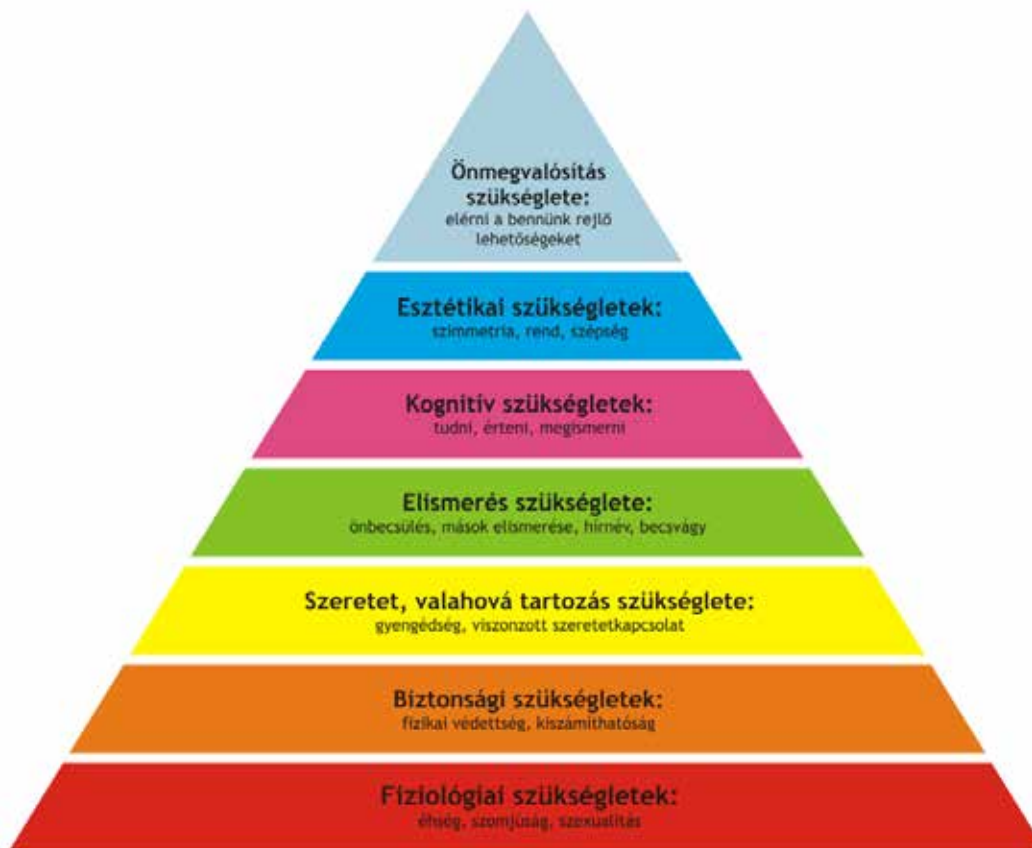 Önmegvalósítás
szükséglete:
elérni a bennünk rejlő
lehetőségeket
Esztétikai szükségletek:
szimmetria, rend, szépség
Kognitív szükségletek:
tudni, érteni, megismerni
Elismerés szükséglete:
önbecsülés, mások elismerése, hírnév, becsvágy
Szeretet, valahová tartozás szükséglete:
gyengédség, viszonzott szeretetkapcsolat
Biztonsági szükségletek:
fizikai védettség, kiszámíthatóság
Fiziológiai szükségletek:
éhség, szomjúság, szexualitás